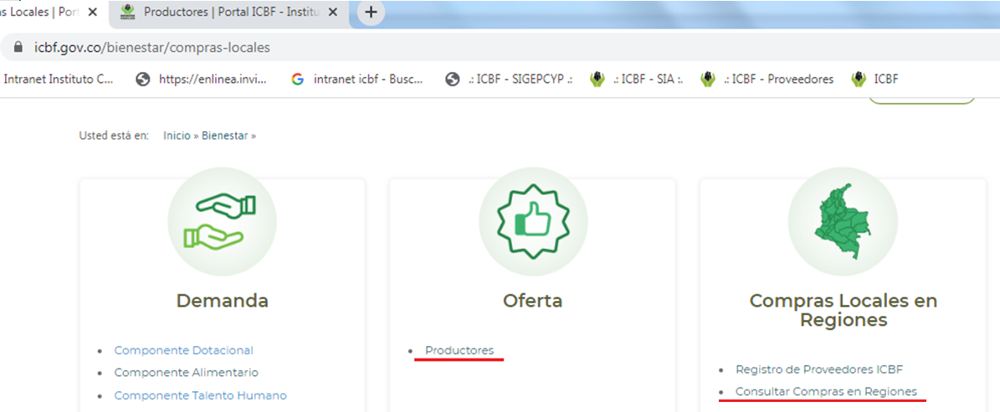 s Locales | Port
Productores | Portal ICBF - Institu
icbf.gov.co/bienestar/compras-locales
Intranet Instituto C...
https://enlinea.invi...
intranet icbf - Busc...
.: ICBF - SIGEPCYP .:
.: ICBF - SIA :.
.: ICBF - Proveedores
ICBF
Usted está en: Inicio » Bienestar »
Demanda
Componente Dotacional
Componente Alimentario
Componente Talento Humano
Oferta
Productores
Compras Locales en
Regiones
Registro de Proveedores ICBF
Consultar Compras en Regiones